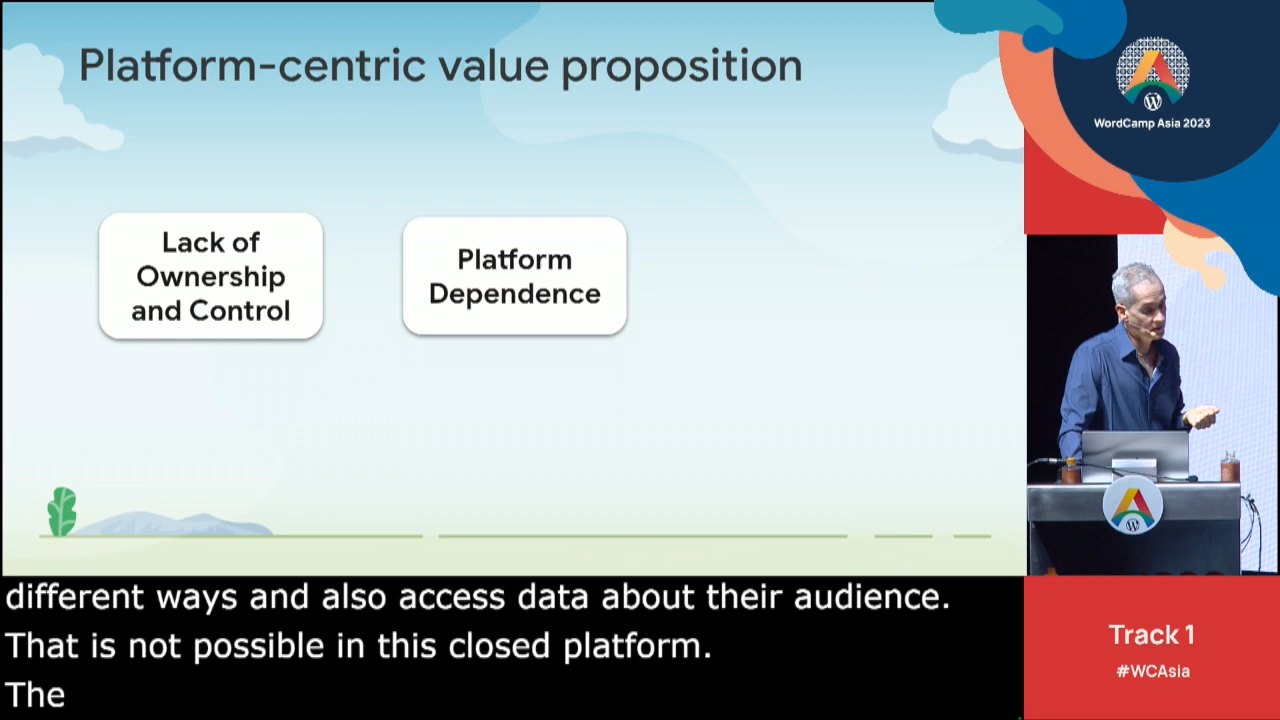 Platform-centric value proposition
Lack of
Ownership
and Control
Platform
Dependence
different ways and also access data about their audience.
That is not possible in this closed platform.
The
WordCamp Asia 2023
Track 1
#WCAsia